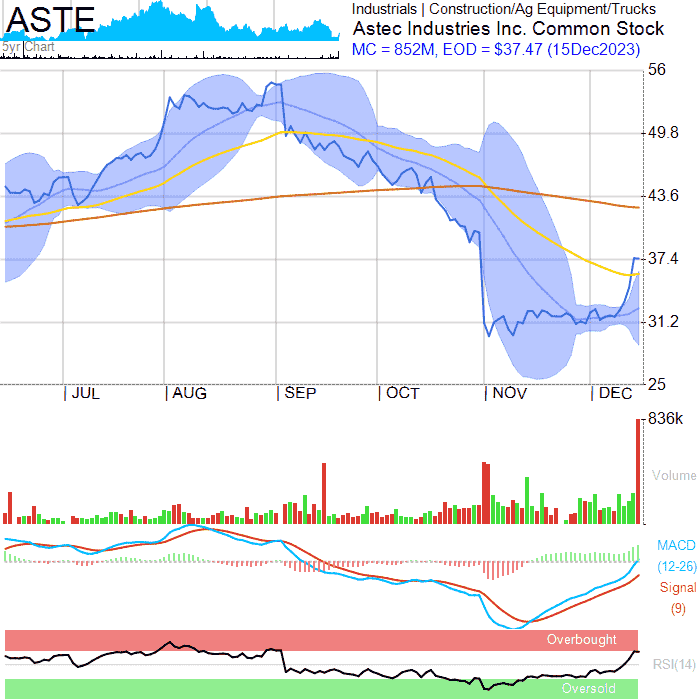 ASTE
5yr Chart
Industrials | Construction/Ag Equipment/Trucks
Astec Industries Inc. Common Stock
MC = 852M, EOD = $37.47 (15Dec2023)
56
49.8
43.6
37.4
31.2
25
JUL AUG SEP OCT NOV DEC
836k
Volume
MACD
(12-26)
Signal
(9)
Overbought
RSI(14)
Oversold